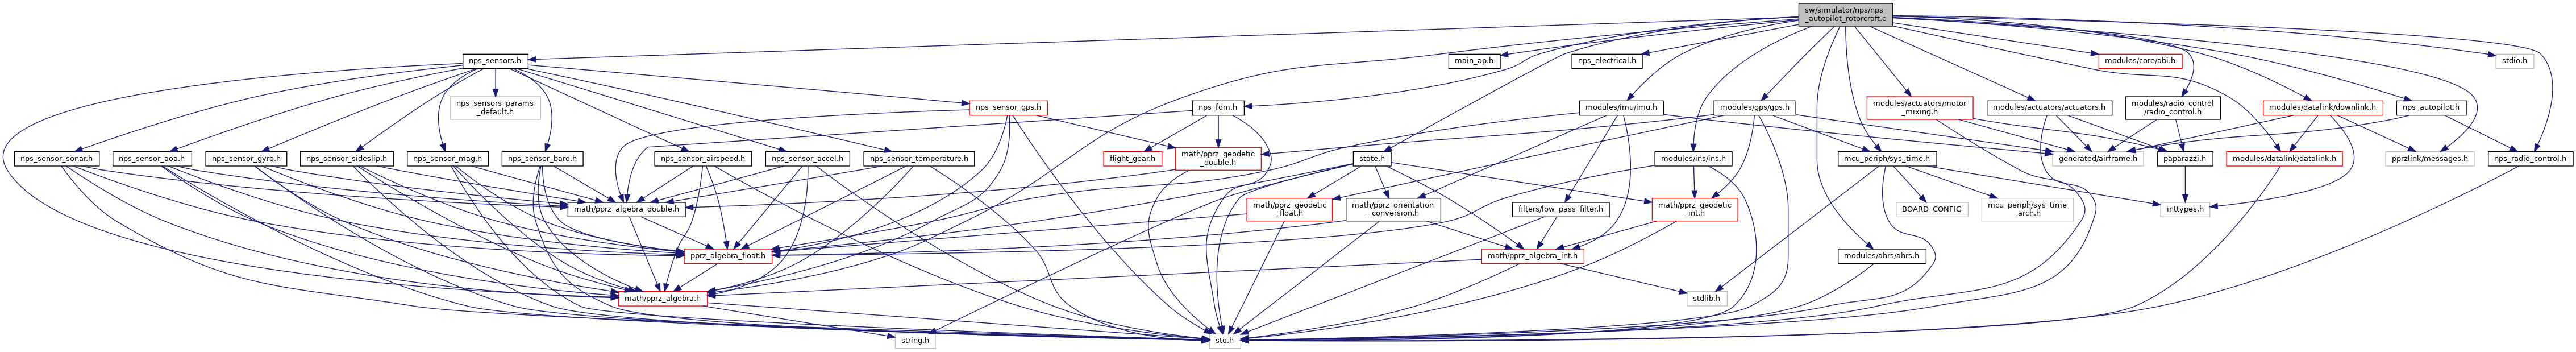 sw/simulator/nps/nps
_autopilot_rotorcraft.c
nps_sensors.h
main_ap.h
nps_electrical.h
modules/core/abi.h
stdio.h
nps_sensors_params
_default.h
nps_sensor_gps.h
nps_fdm.h
modules/imu/imu.h
modules/gps/gps.h
modules/actuators/motor
_mixing.h
modules/actuators/actuators.h
modules/radio_control
/radio_control.h
modules/datalink/downlink.h
nps_autopilot.h
nps_sensor_sonar.h
nps_sensor_aoa.h
nps_sensor_gyro.h
nps_sensor_sideslip.h
nps_sensor_mag.h
nps_sensor_baro.h
nps_sensor_airspeed.h
nps_sensor_accel.h
nps_sensor_temperature.h
flight_gear.h
math/pprz_geodetic
_double.h
state.h
modules/ins/ins.h
mcu_periph/sys_time.h
generated/airframe.h
paparazzi.h
modules/datalink/datalink.h
pprzlink/messages.h
nps_radio_control.h
math/pprz_algebra_double.h
math/pprz_geodetic
_float.h
math/pprz_orientation
_conversion.h
filters/low_pass_filter.h
math/pprz_geodetic
_int.h
BOARD_CONFIG
mcu_periph/sys_time
_arch.h
inttypes.h
pprz_algebra_float.h
math/pprz_algebra_int.h
modules/ahrs/ahrs.h
math/pprz_algebra.h
stdlib.h
string.h
std.h